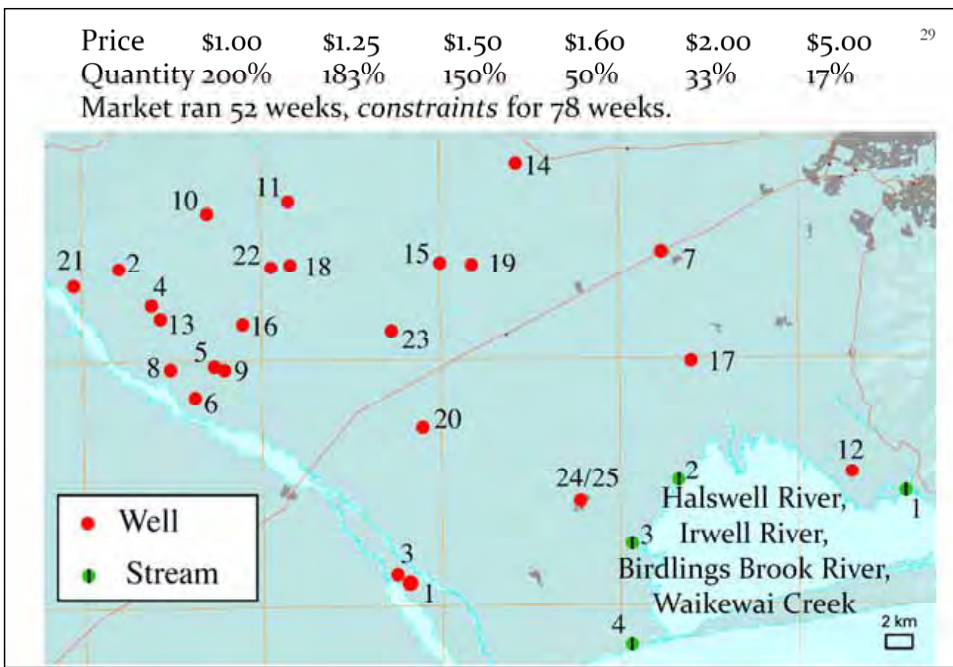 29
Price $1.00 $1.25 $1.50 $1.60 $2.00 $5.00
Quantity 200% 183% 150% 50% 33% 17%
Market ran 52 weeks, constraints for 78 weeks.
14
11
10
7
21 2 22 18 15 19
4
13 16 23
17
5
8 9
6
20
12
24/25 2
Halswell River, 1
Well
3 Irwell River,
Stream
3 Birdlings Brook River,
1 Waikewai Creek
4 2 km